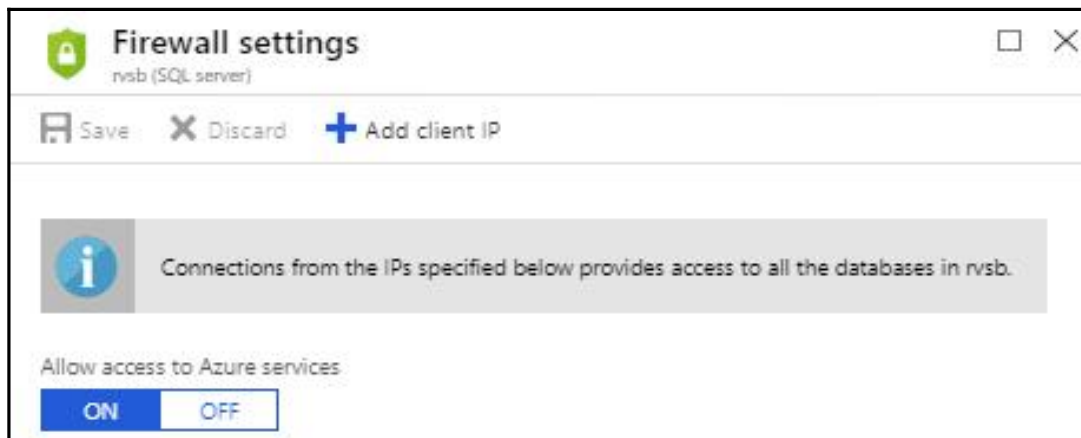 Firewall settings
rvsb (SQL server)
Save Discard Add client IP
Connections from the IPs specified below provides access to all the databases in rvsb.
Allow access to Azure services
ON OFF